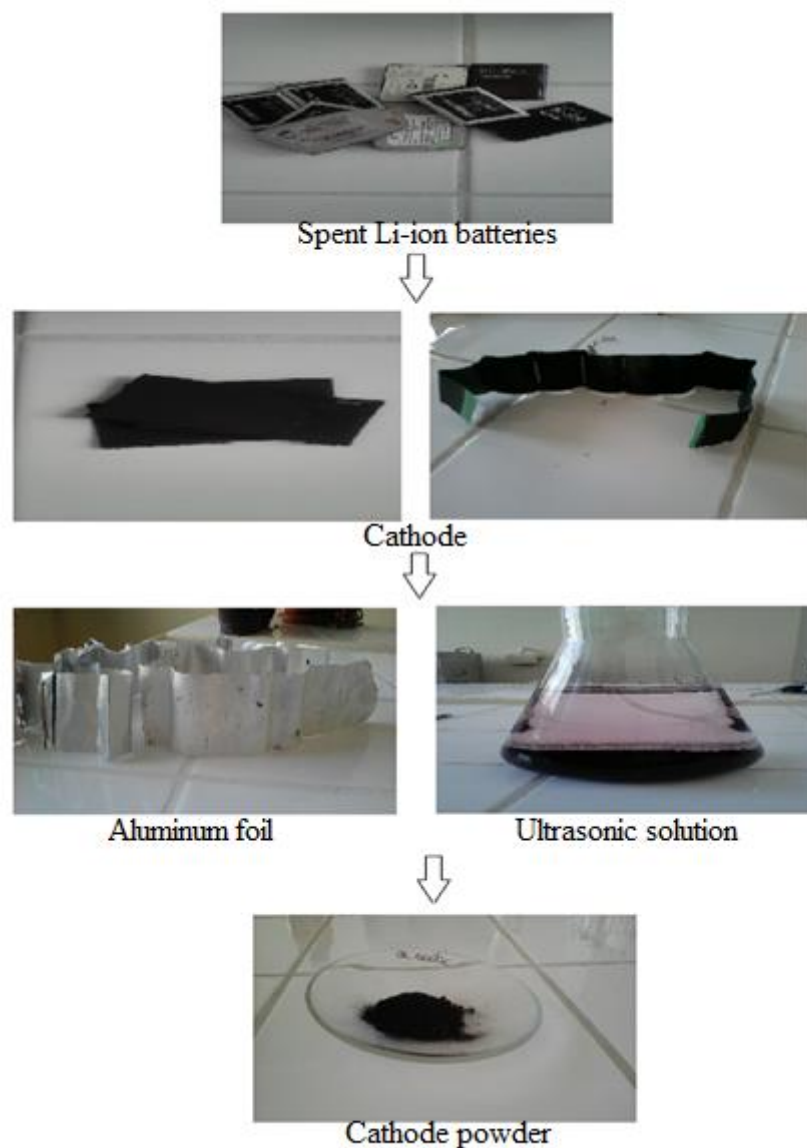 Spent Li-ion batteries
Cathode
Aluminum foil
Ultrasonic solution
Cathode powder